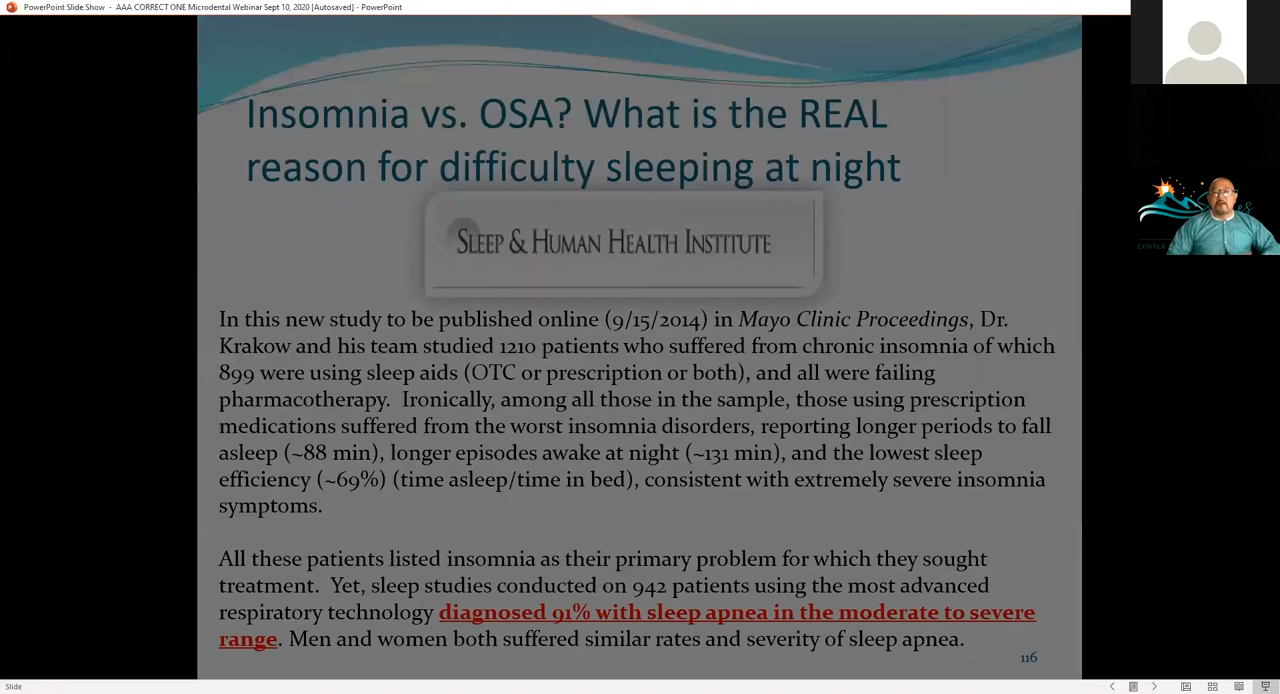 PowerPoint Slide Show - AAA CORRECT ONE Microdental Webinar Sept 10, 2020 [Autosaved] - PowerPoint
Insomnia vs. OSA? What is the REAL
reason for difficulty sleeping at night
SLEEP & HUMAN HEALTH INSTITUTE
In this new study to be published online (9/15/2014) in Mayo Clinic Proceedings, Dr.
Krakow and his team studied 1210 patients who suffered from chronic insomnia of which
899 were using sleep aids (OTC or prescription or both), and all were failing
pharmacotherapy. Ironically, among all those in the sample, those using prescription
medications suffered from the worst insomnia disorders, reporting longer periods to fall
asleep (~88 min), longer episodes awake at night (~131 min), and the lowest sleep
efficiency (~69%) (time asleep/time in bed), consistent with extremely severe insomnia
symptoms.
All these patients listed insomnia as their primary problem for which they sought
treatment. Yet, sleep studies conducted on 942 patients using the most advanced
respiratory technology diagnosed 91% with sleep apnea in the moderate to severe
range. Men and women both suffered similar rates and severity of sleep apnea.
116
CENTER
Slide